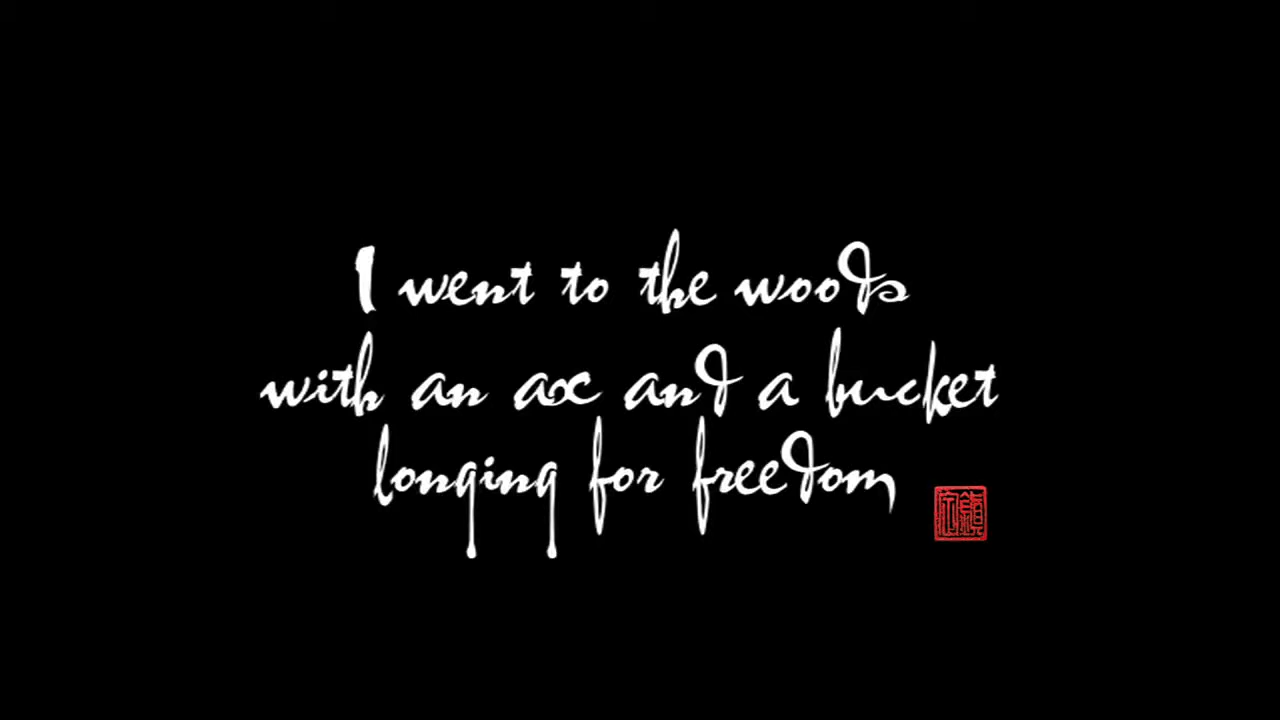 I went to the woods
with an ax and a bucket
longing for freedom